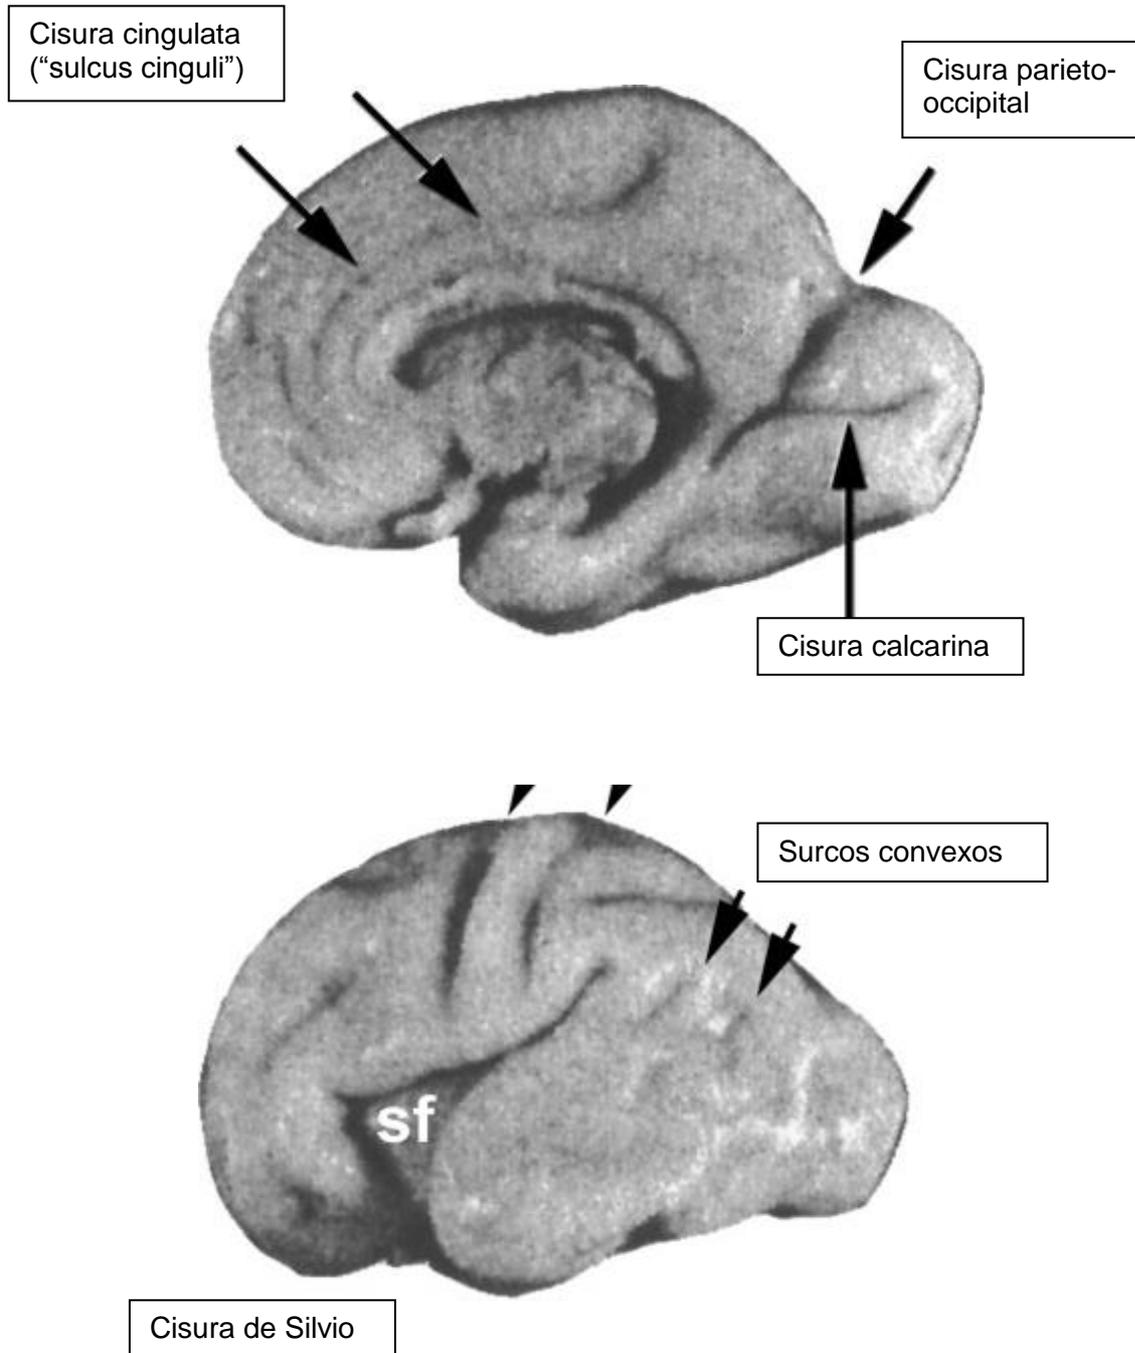 Cisura cingulata
(“sulcus cinguli”)
Cisura parieto-
occipital
Cisura calcarina
Surcos convexos
sf
Cisura de Silvio